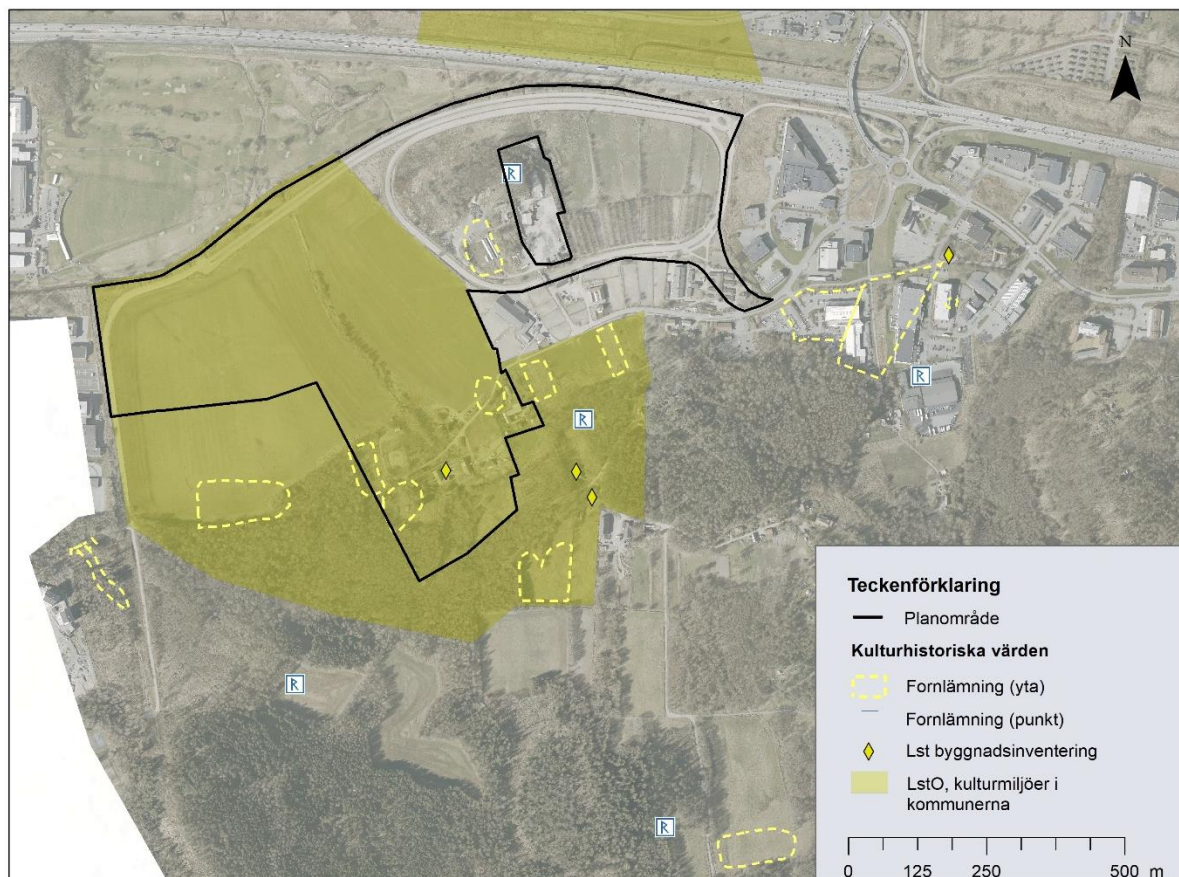 N
R
R
R
R
R
Teckenförklaring
Planområde
Kulturhistoriska värden
Fornlämning (yta)
Fornlämning (punkt)
Lst byggnadsinventering
LstO, kulturmiljöer i
kommunerna
0 125 250 500 m